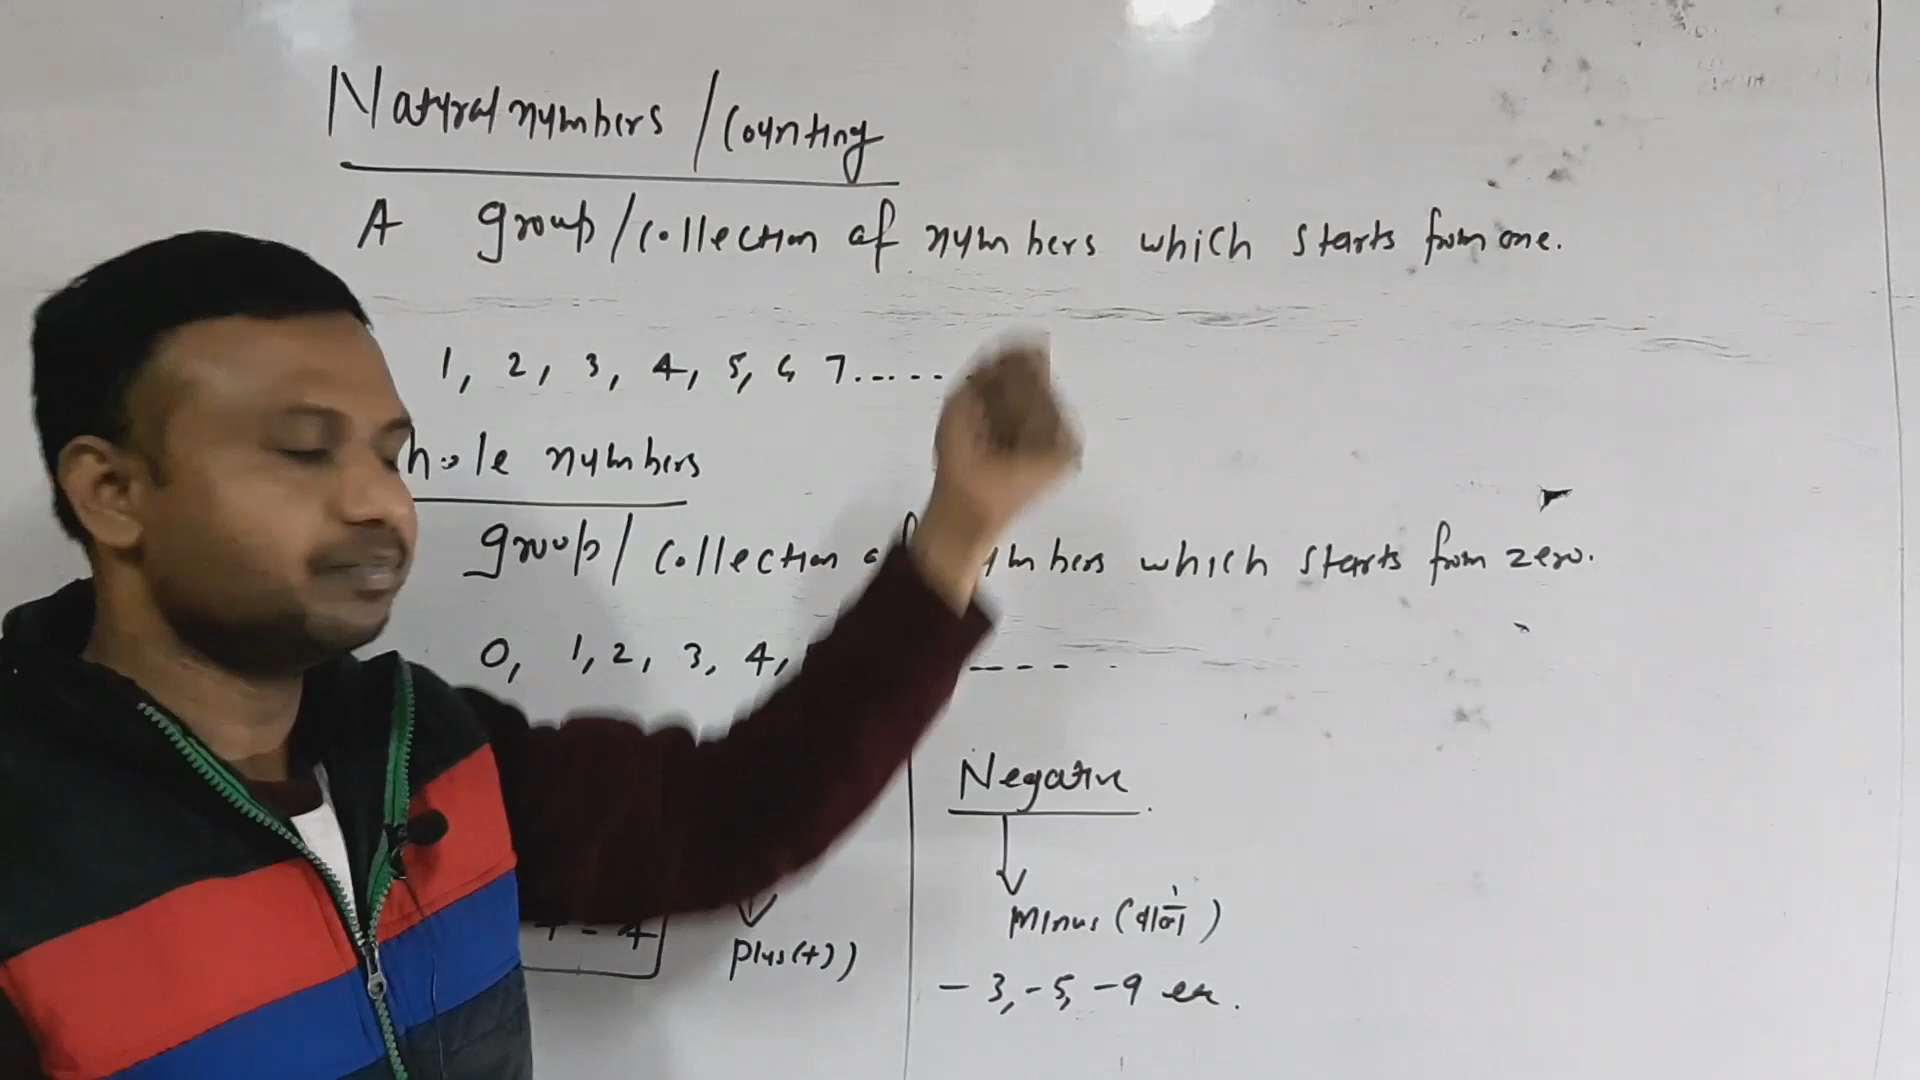 Natural numbers / Counting
A group / collection of numbers which starts from one.
1, 2, 3, 4, 5, 6 7......
hole numbers
group / collection numbers which starts from zero.
0, 1, 2, 3, 4, ----
Negative
Minus (
- 4
Plus(+))
- 3, - 5, - 9